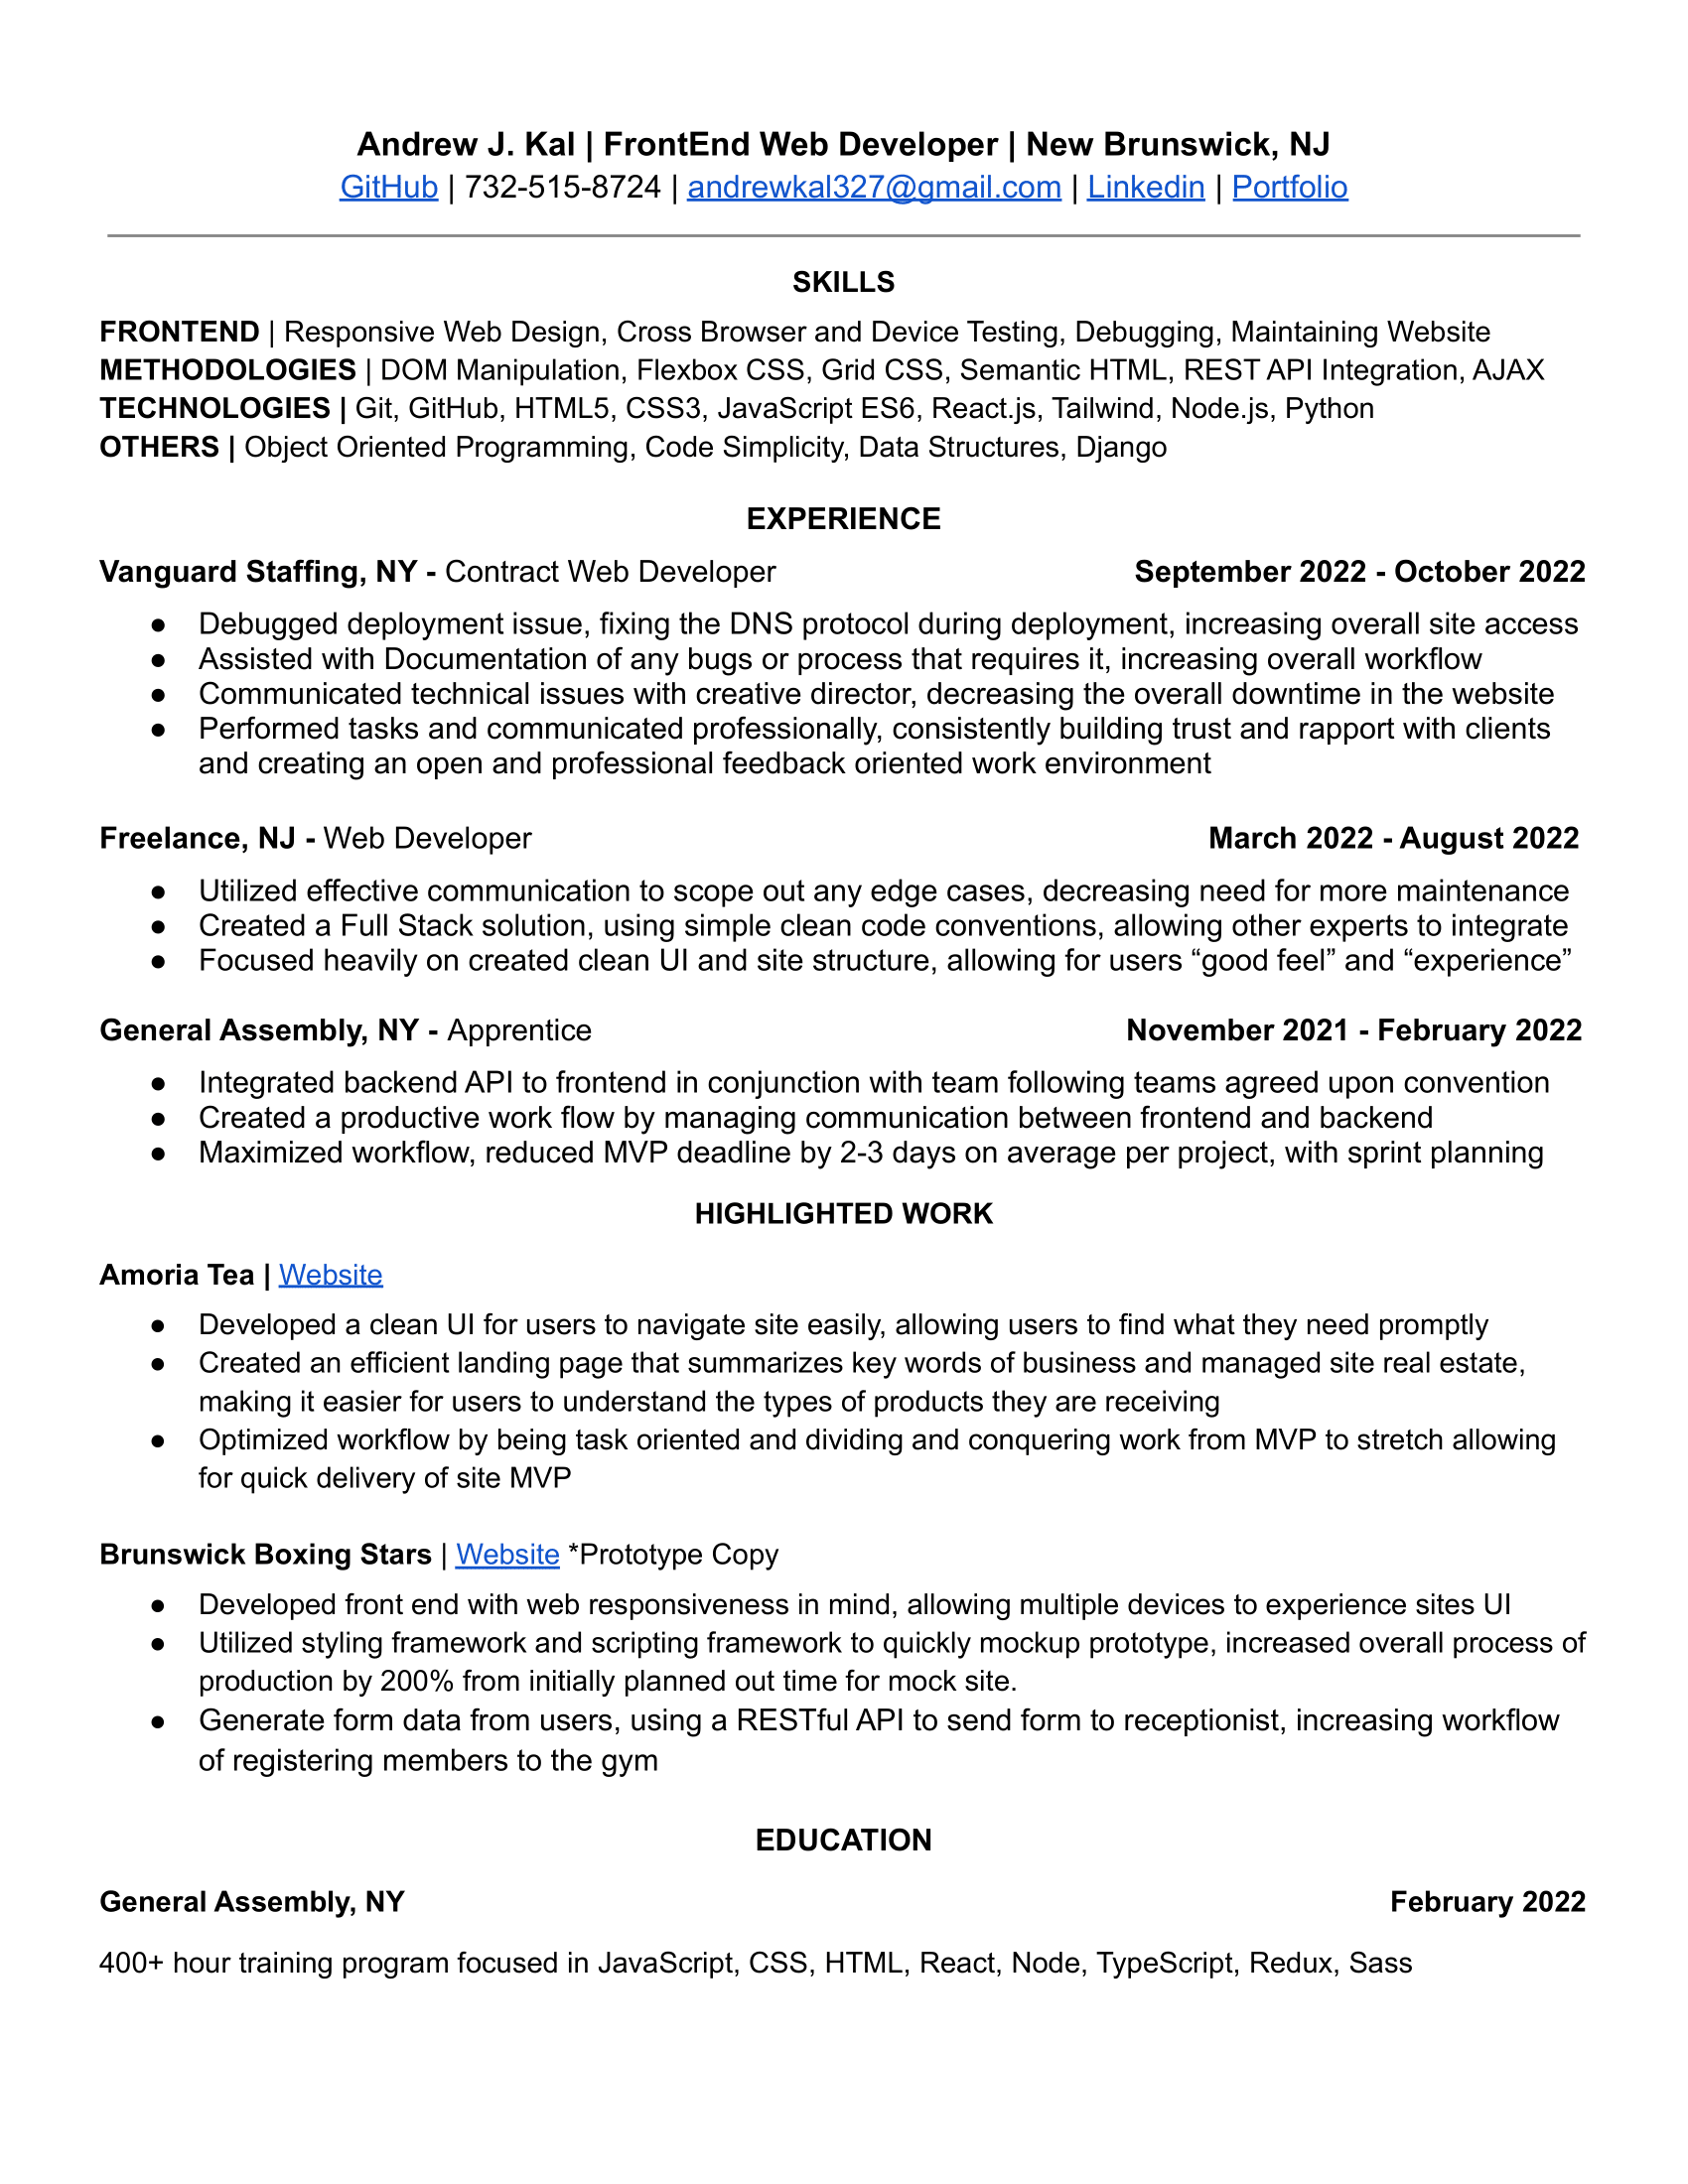 Andrew J. Kal | FrontEnd Web Developer | New Brunswick, NJ
GitHub | 732-515-8724 | andrewkal327@gmail.com | Linkedin | Portfolio
SKILLS
FRONTEND | Responsive Web Design, Cross Browser and Device Testing, Debugging, Maintaining Website
METHODOLOGIES | DOM Manipulation, Flexbox CSS, Grid CSS, Semantic HTML, REST API Integration, AJAX
TECHNOLOGIES | Git, GitHub, HTML5, CSS3, JavaScript ES6, React.js, Tailwind, Node.js, Python
OTHERS | Object Oriented Programming, Code Simplicity, Data Structures, Django
EXPERIENCE
Vanguard Staffing, NY - Contract Web Developer September 2022 - October 2022
● Debugged deployment issue, fixing the DNS protocol during deployment, increasing overall site access
● Assisted with Documentation of any bugs or process that requires it, increasing overall workflow
● Communicated technical issues with creative director, decreasing the overall downtime in the website
● Performed tasks and communicated professionally, consistently building trust and rapport with clients
and creating an open and professional feedback oriented work environment
Freelance, NJ - Web Developer March 2022 - August 2022
● Utilized effective communication to scope out any edge cases, decreasing need for more maintenance
● Created a Full Stack solution, using simple clean code conventions, allowing other experts to integrate
● Focused heavily on created clean UI and site structure, allowing for users “good feel” and “experience”
General Assembly, NY - Apprentice November 2021 - February 2022
● Integrated backend API to frontend in conjunction with team following teams agreed upon convention
● Created a productive work flow by managing communication between frontend and backend
● Maximized workflow, reduced MVP deadline by 2-3 days on average per project, with sprint planning
HIGHLIGHTED WORK
Amoria Tea | Website
● Developed a clean UI for users to navigate site easily, allowing users to find what they need promptly
● Created an efficient landing page that summarizes key words of business and managed site real estate,
making it easier for users to understand the types of products they are receiving
● Optimized workflow by being task oriented and dividing and conquering work from MVP to stretch allowing
for quick delivery of site MVP
Brunswick Boxing Stars | Website *Prototype Copy
● Developed front end with web responsiveness in mind, allowing multiple devices to experience sites UI
● Utilized styling framework and scripting framework to quickly mockup prototype, increased overall process of
production by 200% from initially planned out time for mock site.
● Generate form data from users, using a RESTful API to send form to receptionist, increasing workflow
of registering members to the gym
EDUCATION
General Assembly, NY February 2022
400+ hour training program focused in JavaScript, CSS, HTML, React, Node, TypeScript, Redux, Sass